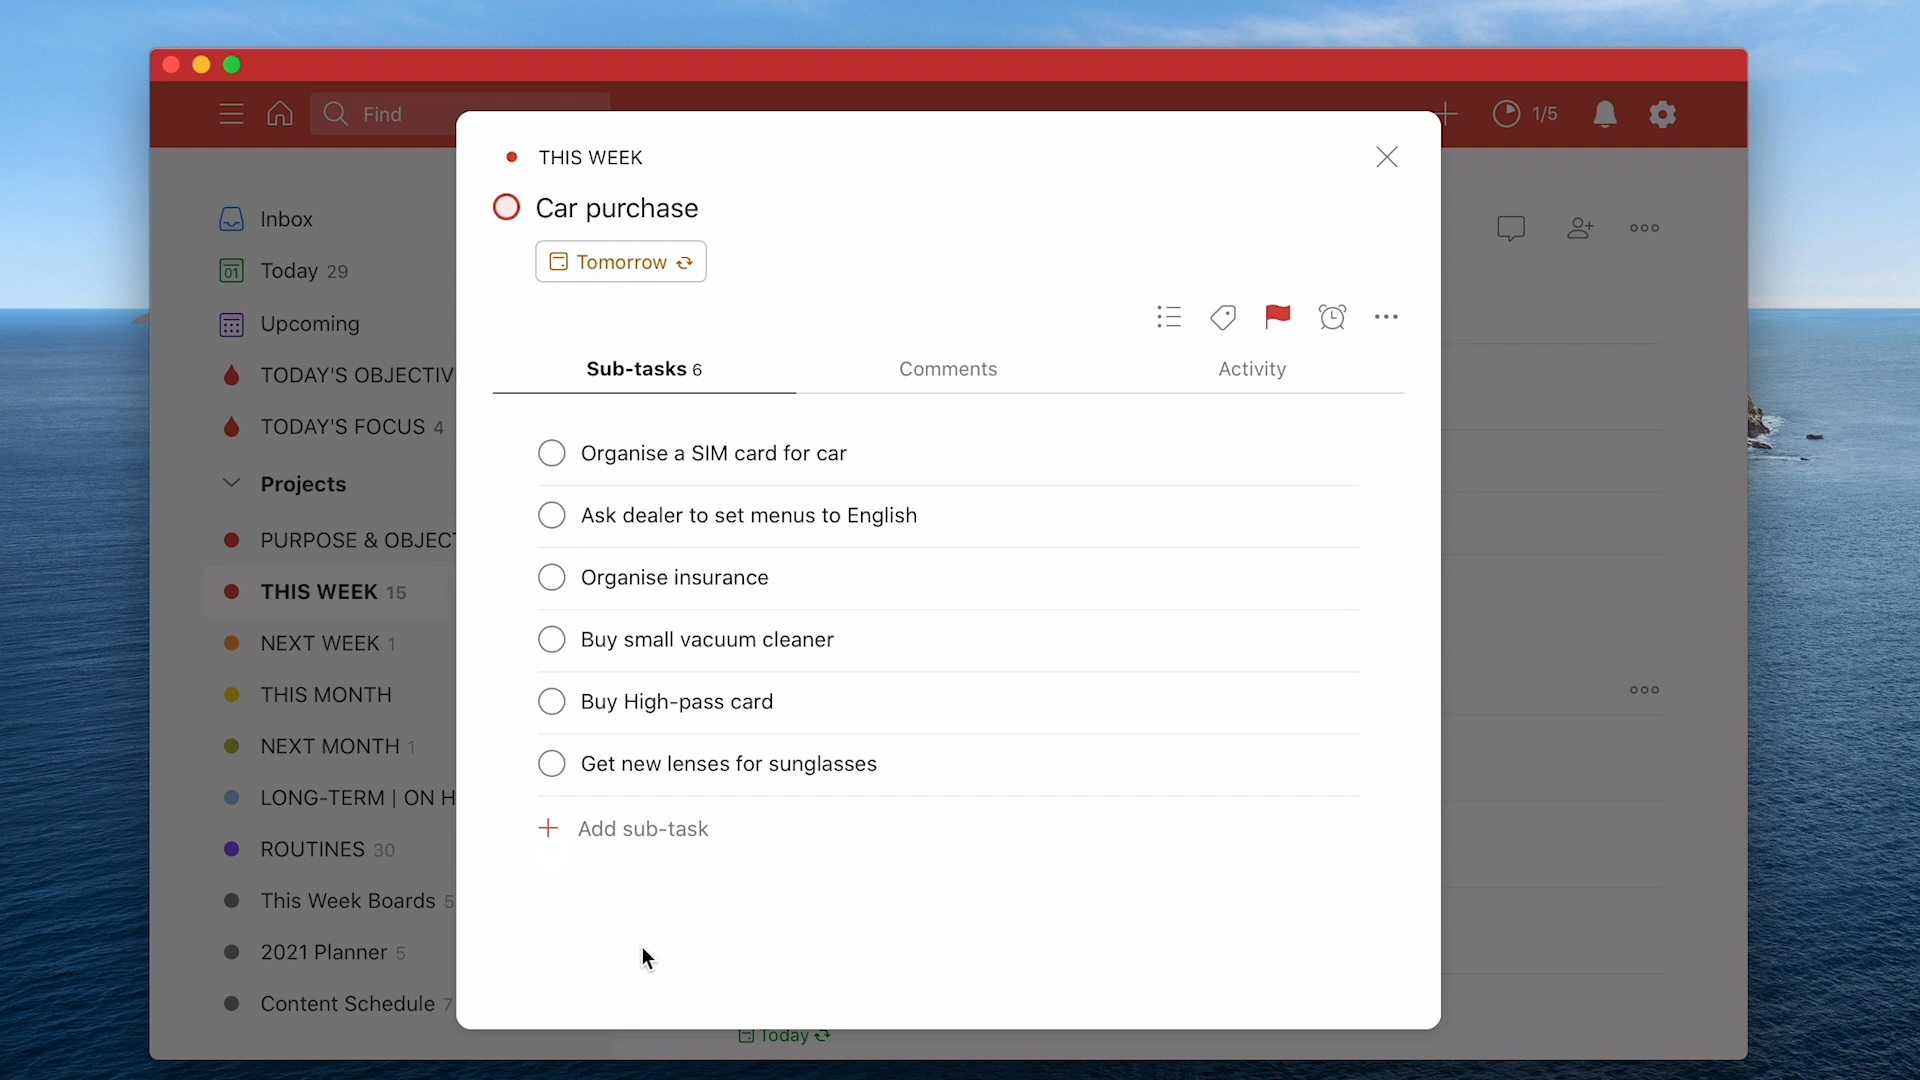 Find
1/5
Inbox
01 Today 29
Upcoming
TODAY'S OBJECTIV
TODAY'S FOCUS 4
Projects
PURPOSE & OBJECT
THIS WEEK 15
NEXT WEEK 1
THIS MONTH
NEXT MONTH 1
LONG-TERM | ON H
ROUTINES 30
This Week Boards 5
2021 Planner 5
Content Schedule 7
THIS WEEK
Car purchase
Tomorrow
Sub-tasks 6
Comments
Activity
Organise a SIM card for car
Ask dealer to set menus to English
Organise insurance
Buy small vacuum cleaner
Buy High-pass card
Get new lenses for sunglasses
Add sub-task
Today